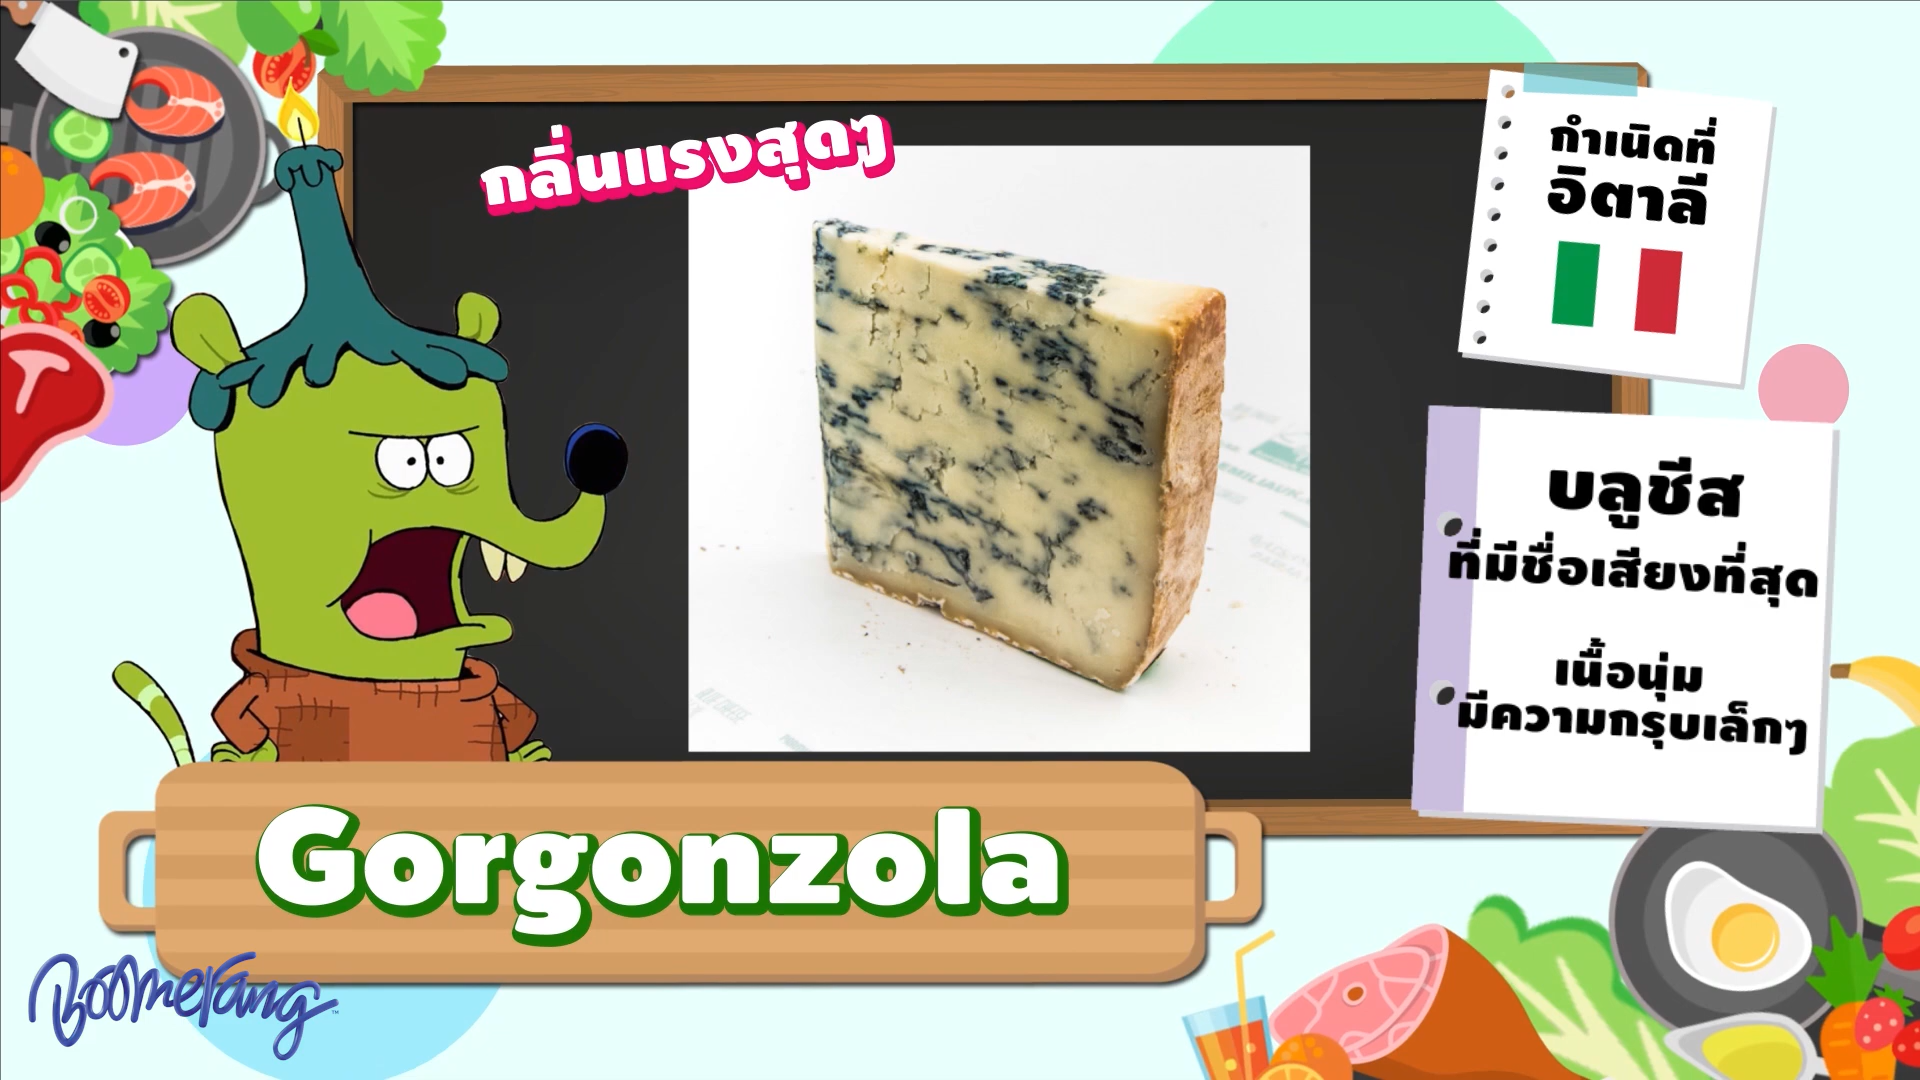 กลิ่นแรงสุดๆ
กำเนิดที่
อิตาลี
บลูชีส
ที่มีชื่อเสียงที่สุด
เนื้อนุ่ม
มีความกรุบเล็กๆ
Gorgonzola
Boomerang™